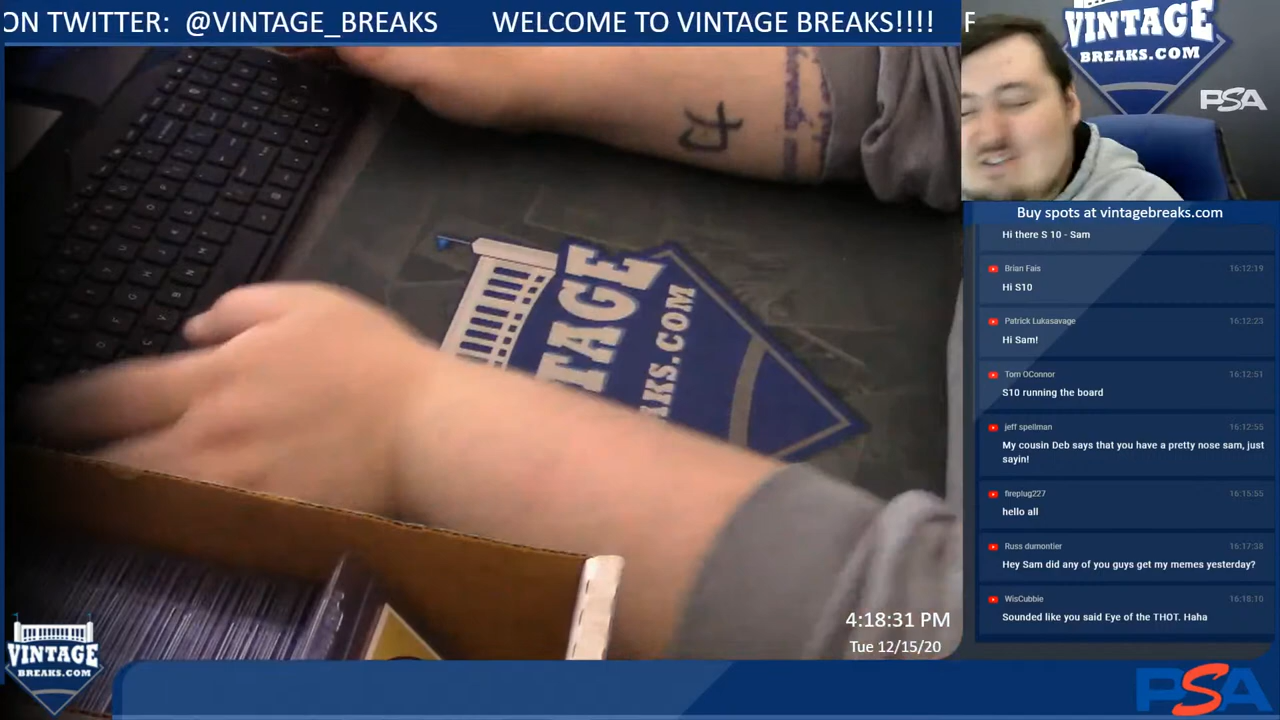 ON TWITTER: @VINTAGE_BREAKS WELCOME TO VINTAGE BREAKS!!!!
VINTAGE
BREAKS.COM
PSA
Buy spots at vintagebreaks.com
Hi there S 10 - Sam
Brian Fais 16:12:19
Hi S10
Patrick Lukasavage 16:12:23
Hi Sam!
Tom OConnor 16:12:51
S10 running the board
jeff spellman 16:12:55
My cousin Deb says that you have a pretty nose sam, just
sayin!
fireplug227 16:15:55
hello all
Russ dumontier 16:17:38
Hey Sam did any of you guys get my memes yesterday?
WisCubbie 16:18:10
Sounded like you said Eye of the THOT. Haha
TAGE
AKS.COM
4:18:31 PM
Tue 12/15/20
VINTAGE
BREAKS.COM
PSA